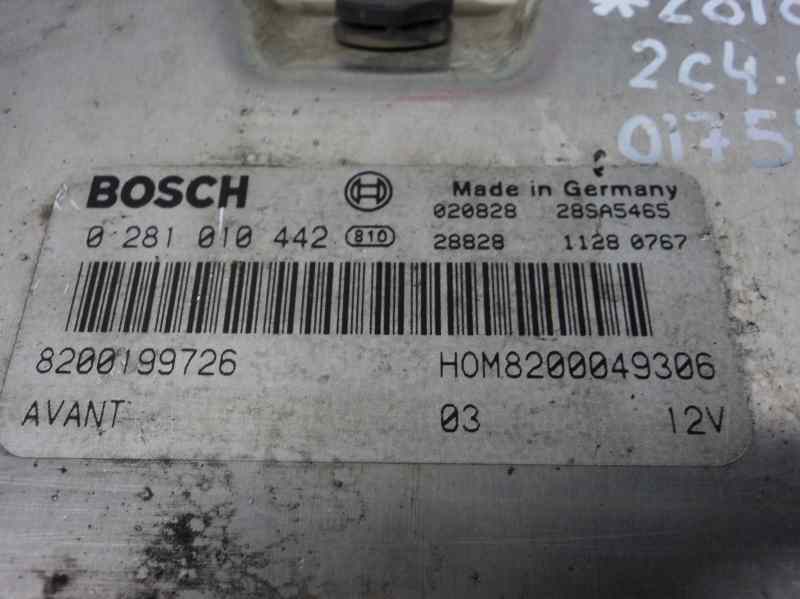 2C4.
BOSCH Made in Germany
020828 28SA5465
0 281 010 442 810 28828 1128 0767
8200199726 HOM8200049306
AVANT 03 12V